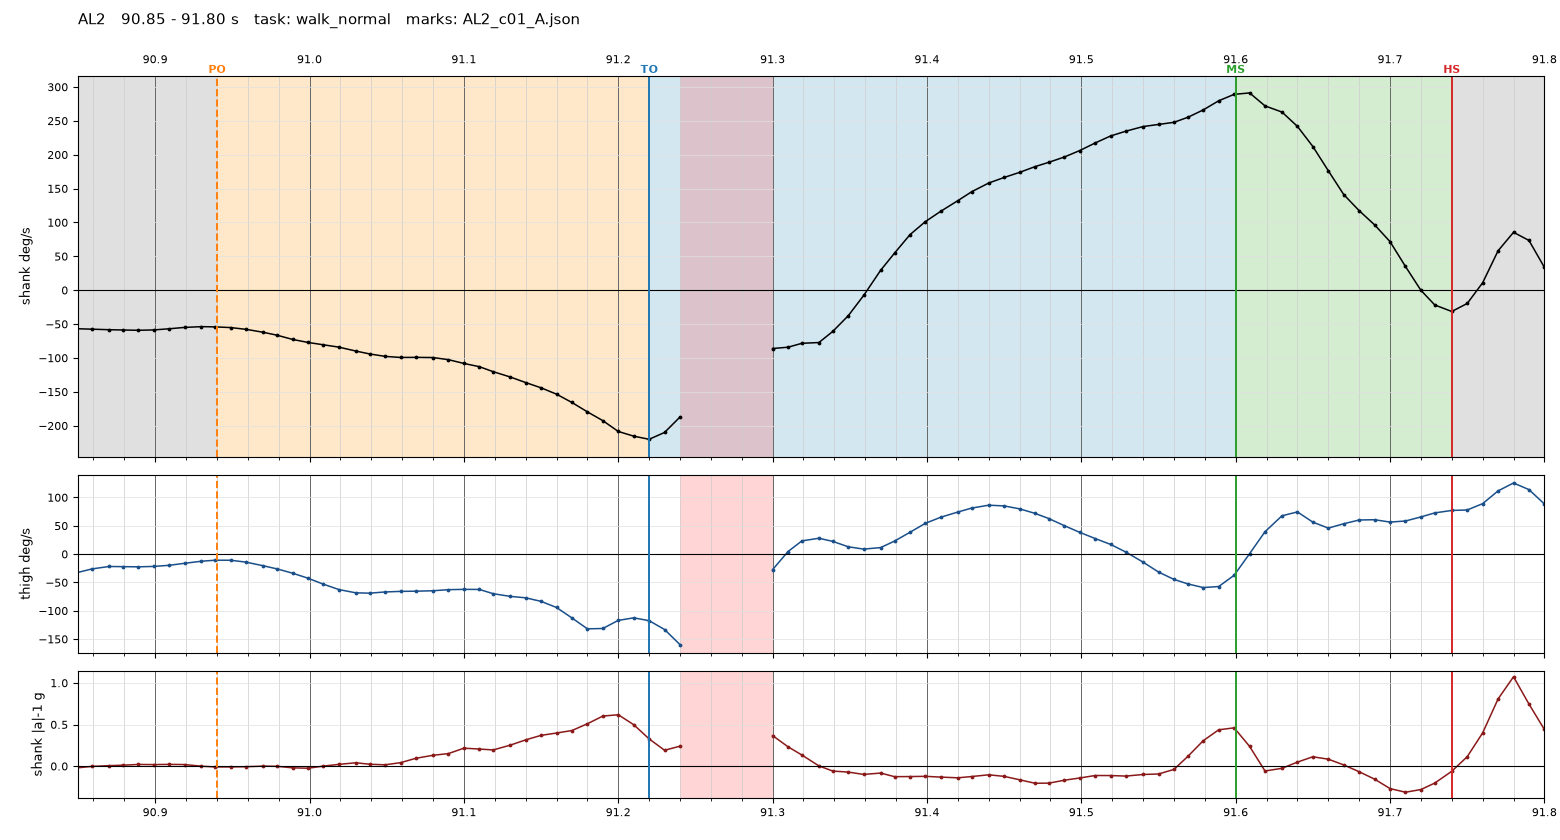 AL2   90.85 - 91.80 s   task: walk_normal   marks: AL2_c01_A.json
90.9 91.0 91.1 91.2 91.3 91.4 91.5 91.6 91.7 91.8
PO TO MS HS
shank deg/s
300
250
200
150
100
50
0
−50
−100
−150
−200
thigh deg/s
100
50
0
−50
−100
−150
shank |a|-1 g
1.0
0.5
0.0
90.9 91.0 91.1 91.2 91.3 91.4 91.5 91.6 91.7 91.8